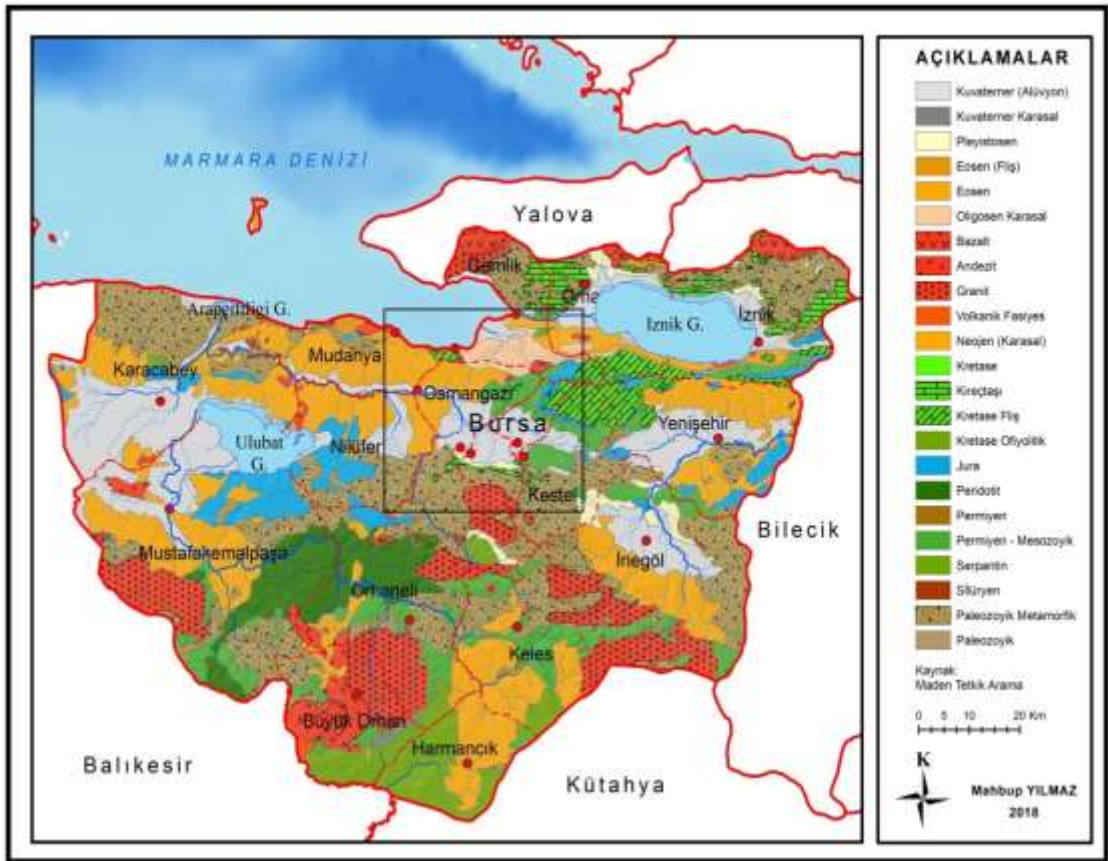 MARMARA DENİZİ
Yalova
Gemlik
Orha
İznik G.
İznik
Arapçiftliği G.
Karacabey
Mudanya
Osmangazi
Bursa
Ulubat
G.
Nilüfer
Yenişehir
Kestel
Bilecik
Mustafakemalpaşa
İnegöl
Orhaneli
Keles
Büyük Orhan
Harmancık
Balıkesir
Kütahya
AÇIKLAMALAR
Kuvaterner (Alüvyon)
Kuvaterner Karasal
Pleyistosen
Eosen (Fliş)
Eosen
Oligosen Karasal
Bazalt
Andezit
Granit
Volkanik Fasiyes
Neojen (Karasal)
Kretase
Kireçtaşı
Kretase Fliş
Kretase Ofiyolitik
Jura
Peridotit
Permiyen
Permiyen - Mesozoyik
Serpantin
Silüryen
Paleozoyik Metamorfik
Paleozoyik
Kaynak:
Maden Tetkik Arama
0 5 10 20 Km
K
Mahbup YILMAZ
2018